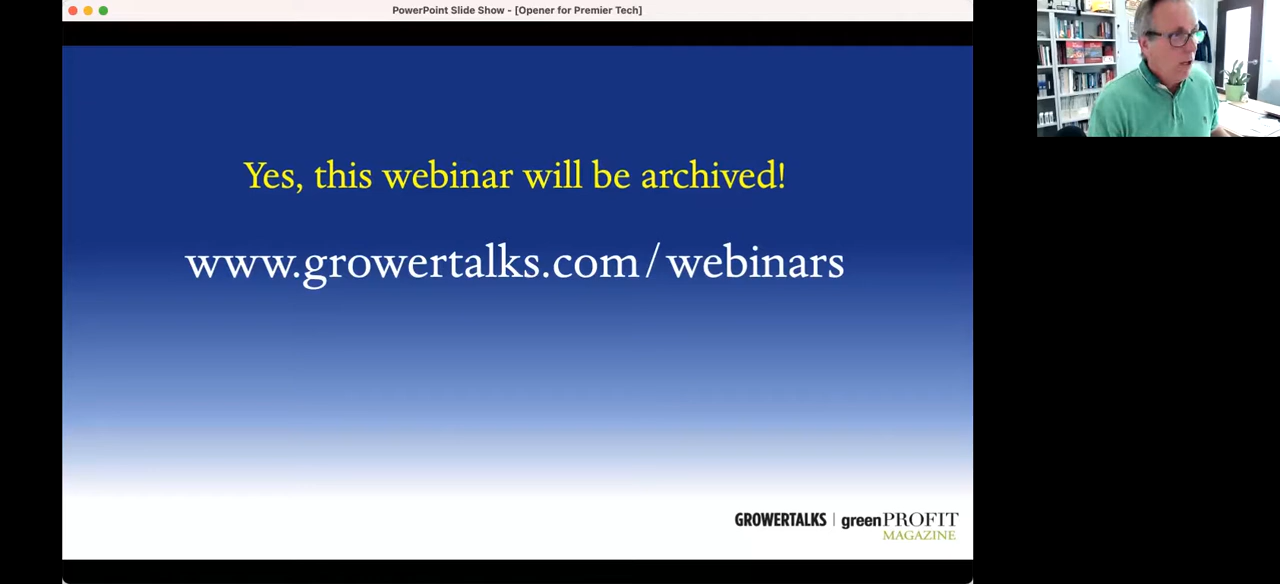 PowerPoint Slide Show - [Opener for Premier Tech]
Yes, this webinar will be archived!
www.growertalks.com/webinars
GROWERTALKS | greenPROFIT
MAGAZINE